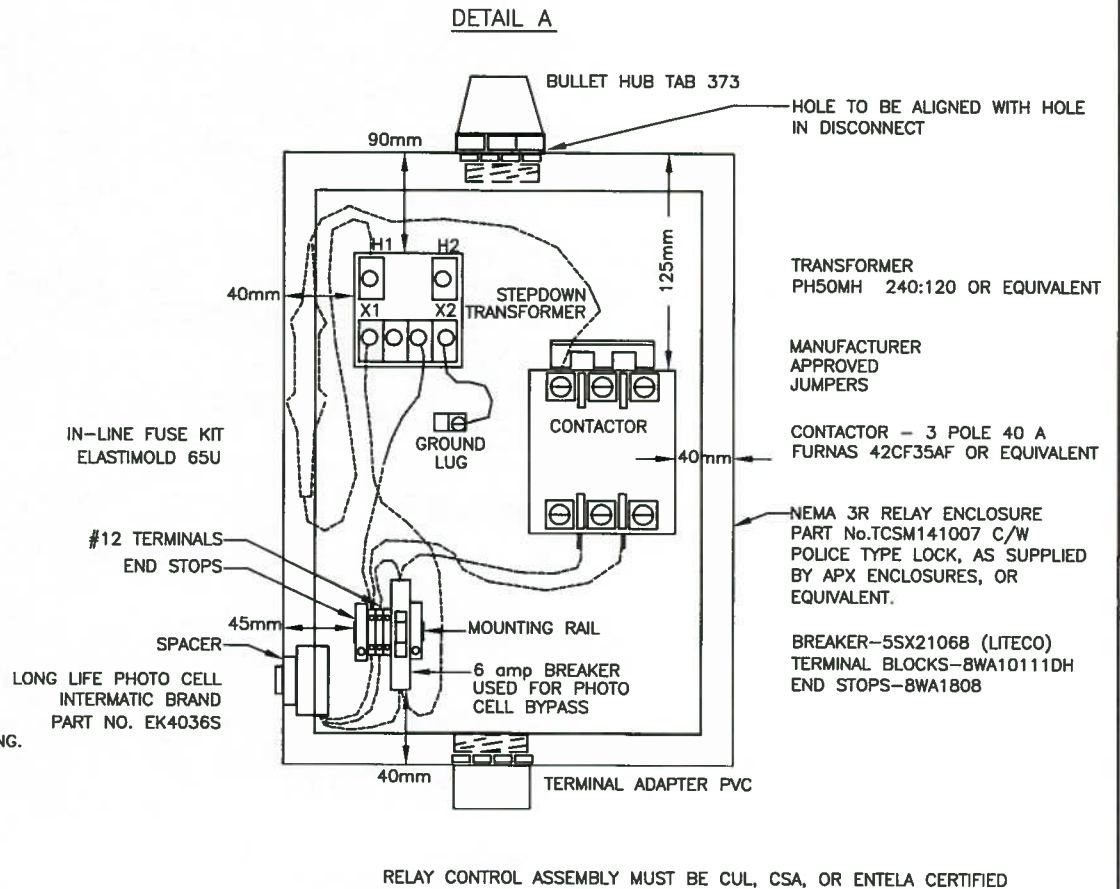 DETAIL A
BULLET HUB TAB 373
HOLE TO BE ALIGNED WITH HOLE
IN DISCONNECT
90mm
125mm
H1 H2
40mm
X1 X2
STEPDOWN
TRANSFORMER
TRANSFORMER
PH50MH 240:120 OR EQUIVALENT
MANUFACTURER
APPROVED
JUMPERS
IN-LINE FUSE KIT
ELASTIMOLD 65U
GROUND
LUG
CONTACTOR
40mm
CONTACTOR - 3 POLE 40 A
FURNAS 42CF35AF OR EQUIVALENT
NEMA 3R RELAY ENCLOSURE
PART No.TCSM141007 C/W
POLICE TYPE LOCK, AS SUPPLIED
BY APX ENCLOSURES, OR
EQUIVALENT.
#12 TERMINALS
END STOPS
45mm
SPACER
MOUNTING RAIL
LONG LIFE PHOTO CELL
INTERMATIC BRAND
PART NO. EK4036S
NG.
6 amp BREAKER
USED FOR PHOTO
CELL BYPASS
BREAKER-5SX21068 (LITECO)
TERMINAL BLOCKS-8WA10111DH
END STOPS-8WA1808
40mm
TERMINAL ADAPTER PVC
RELAY CONTROL ASSEMBLY MUST BE CUL, CSA, OR ENTELA CERTIFIED